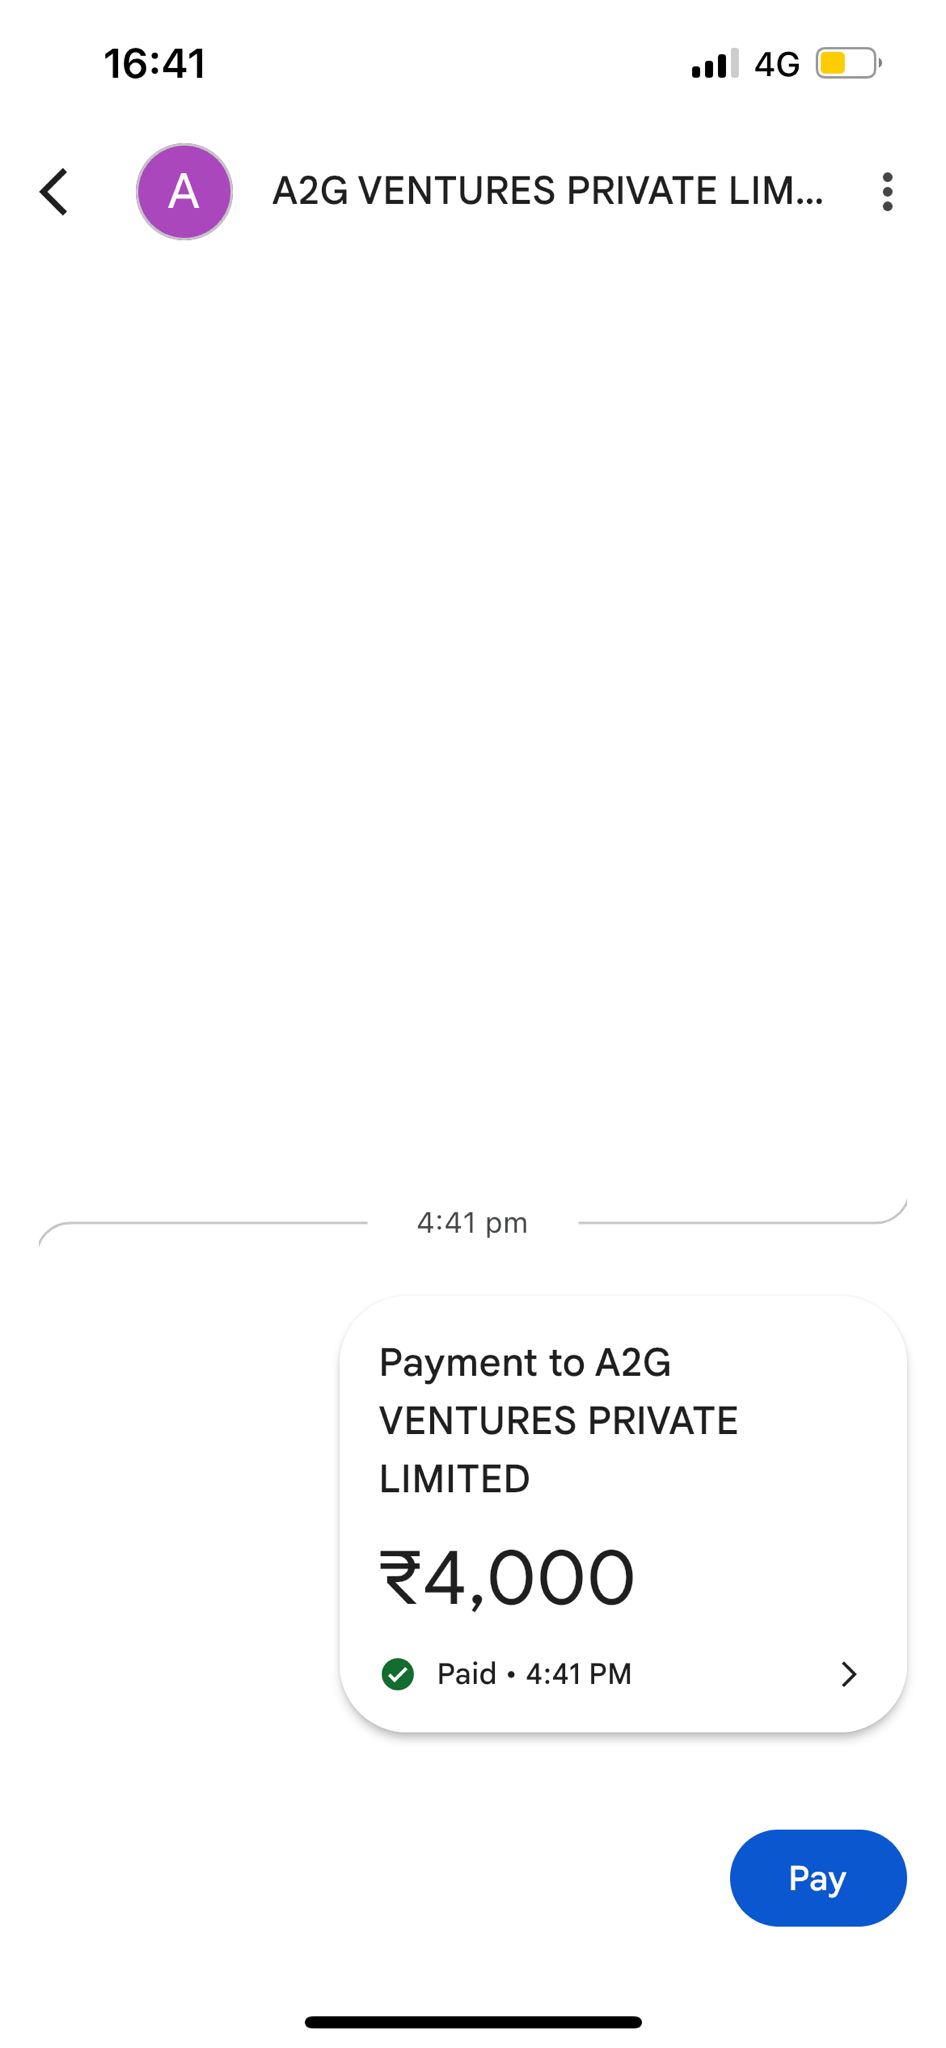 16:41
4G
A
A2G VENTURES PRIVATE LIM...
4:41 pm
Payment to A2G
VENTURES PRIVATE
LIMITED
₹4,000
Paid • 4:41 PM
Pay